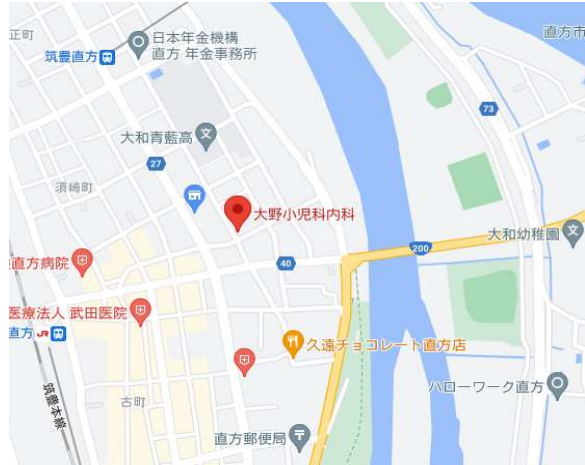 正町
日本年金機構
直方 年金事務所
筑豊直方
直方市
73
大和青藍高
文
27
須崎町
大野小児科内科
大和幼稚園
文
200
直方病院
40
医療法人 武田医院
直方
JR
久遠チョコレート直方店
筑豊本線
ハローワーク直方
古町
直方郵便局